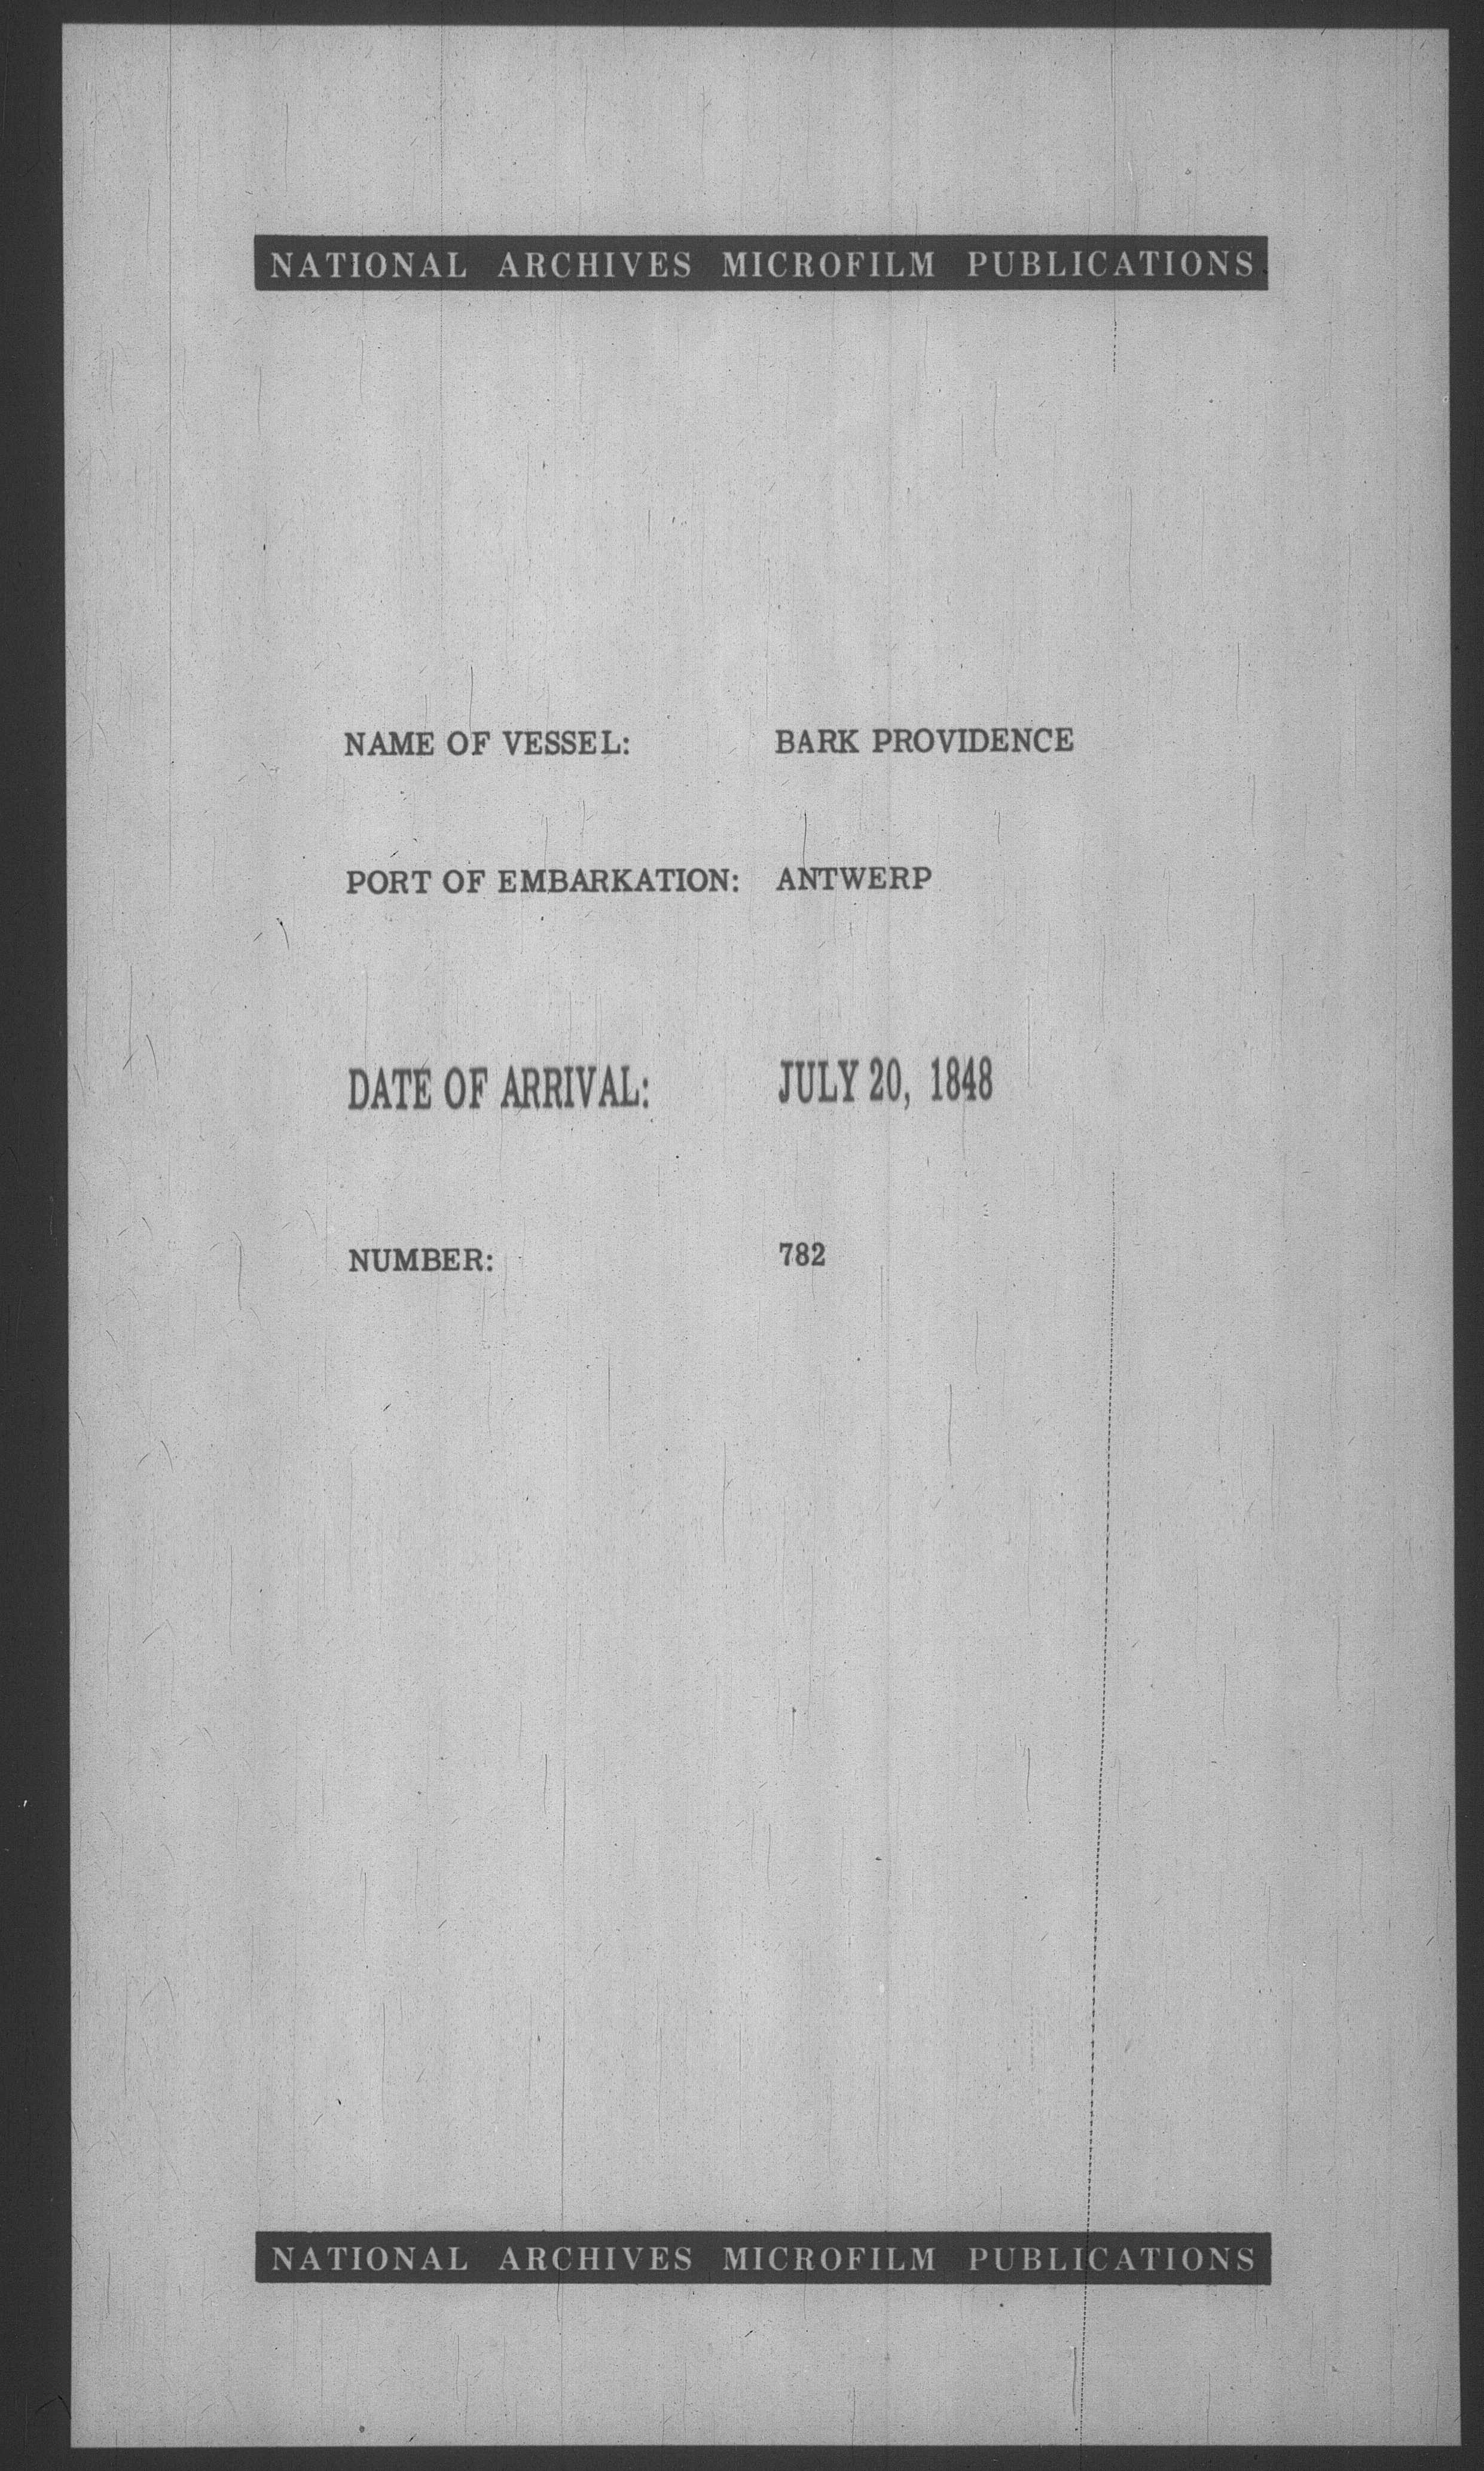 NATIONAL ARCHIVES MICROFILM PUBLICATIONS
NAME OF VESSEL: BARK PROVIDENCE
PORT OF EMBARKATION: ANTWERP
DATE OF ARRIVAL: JULY 20, 1848
NUMBER: 782
NATIONAL ARCHIVES MICROFILM PUBLICATIONS